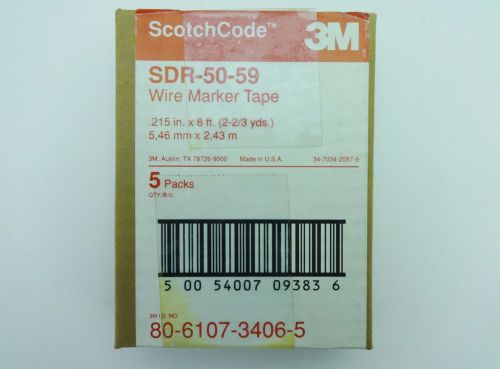 ScotchCode™ 3M
SDR-50-59
Wire Marker Tape
.215 in. x 8 ft. (2-2/3 yds.)
5,46 mm x 2,43 m
3M, Austin, TX 78726-9000 Made in U.S.A. 34-7034-2057-9
5 Packs
QTY./B.U.
5 00 54007 09383 6
3M I.D. NO.
80-6107-3406-5